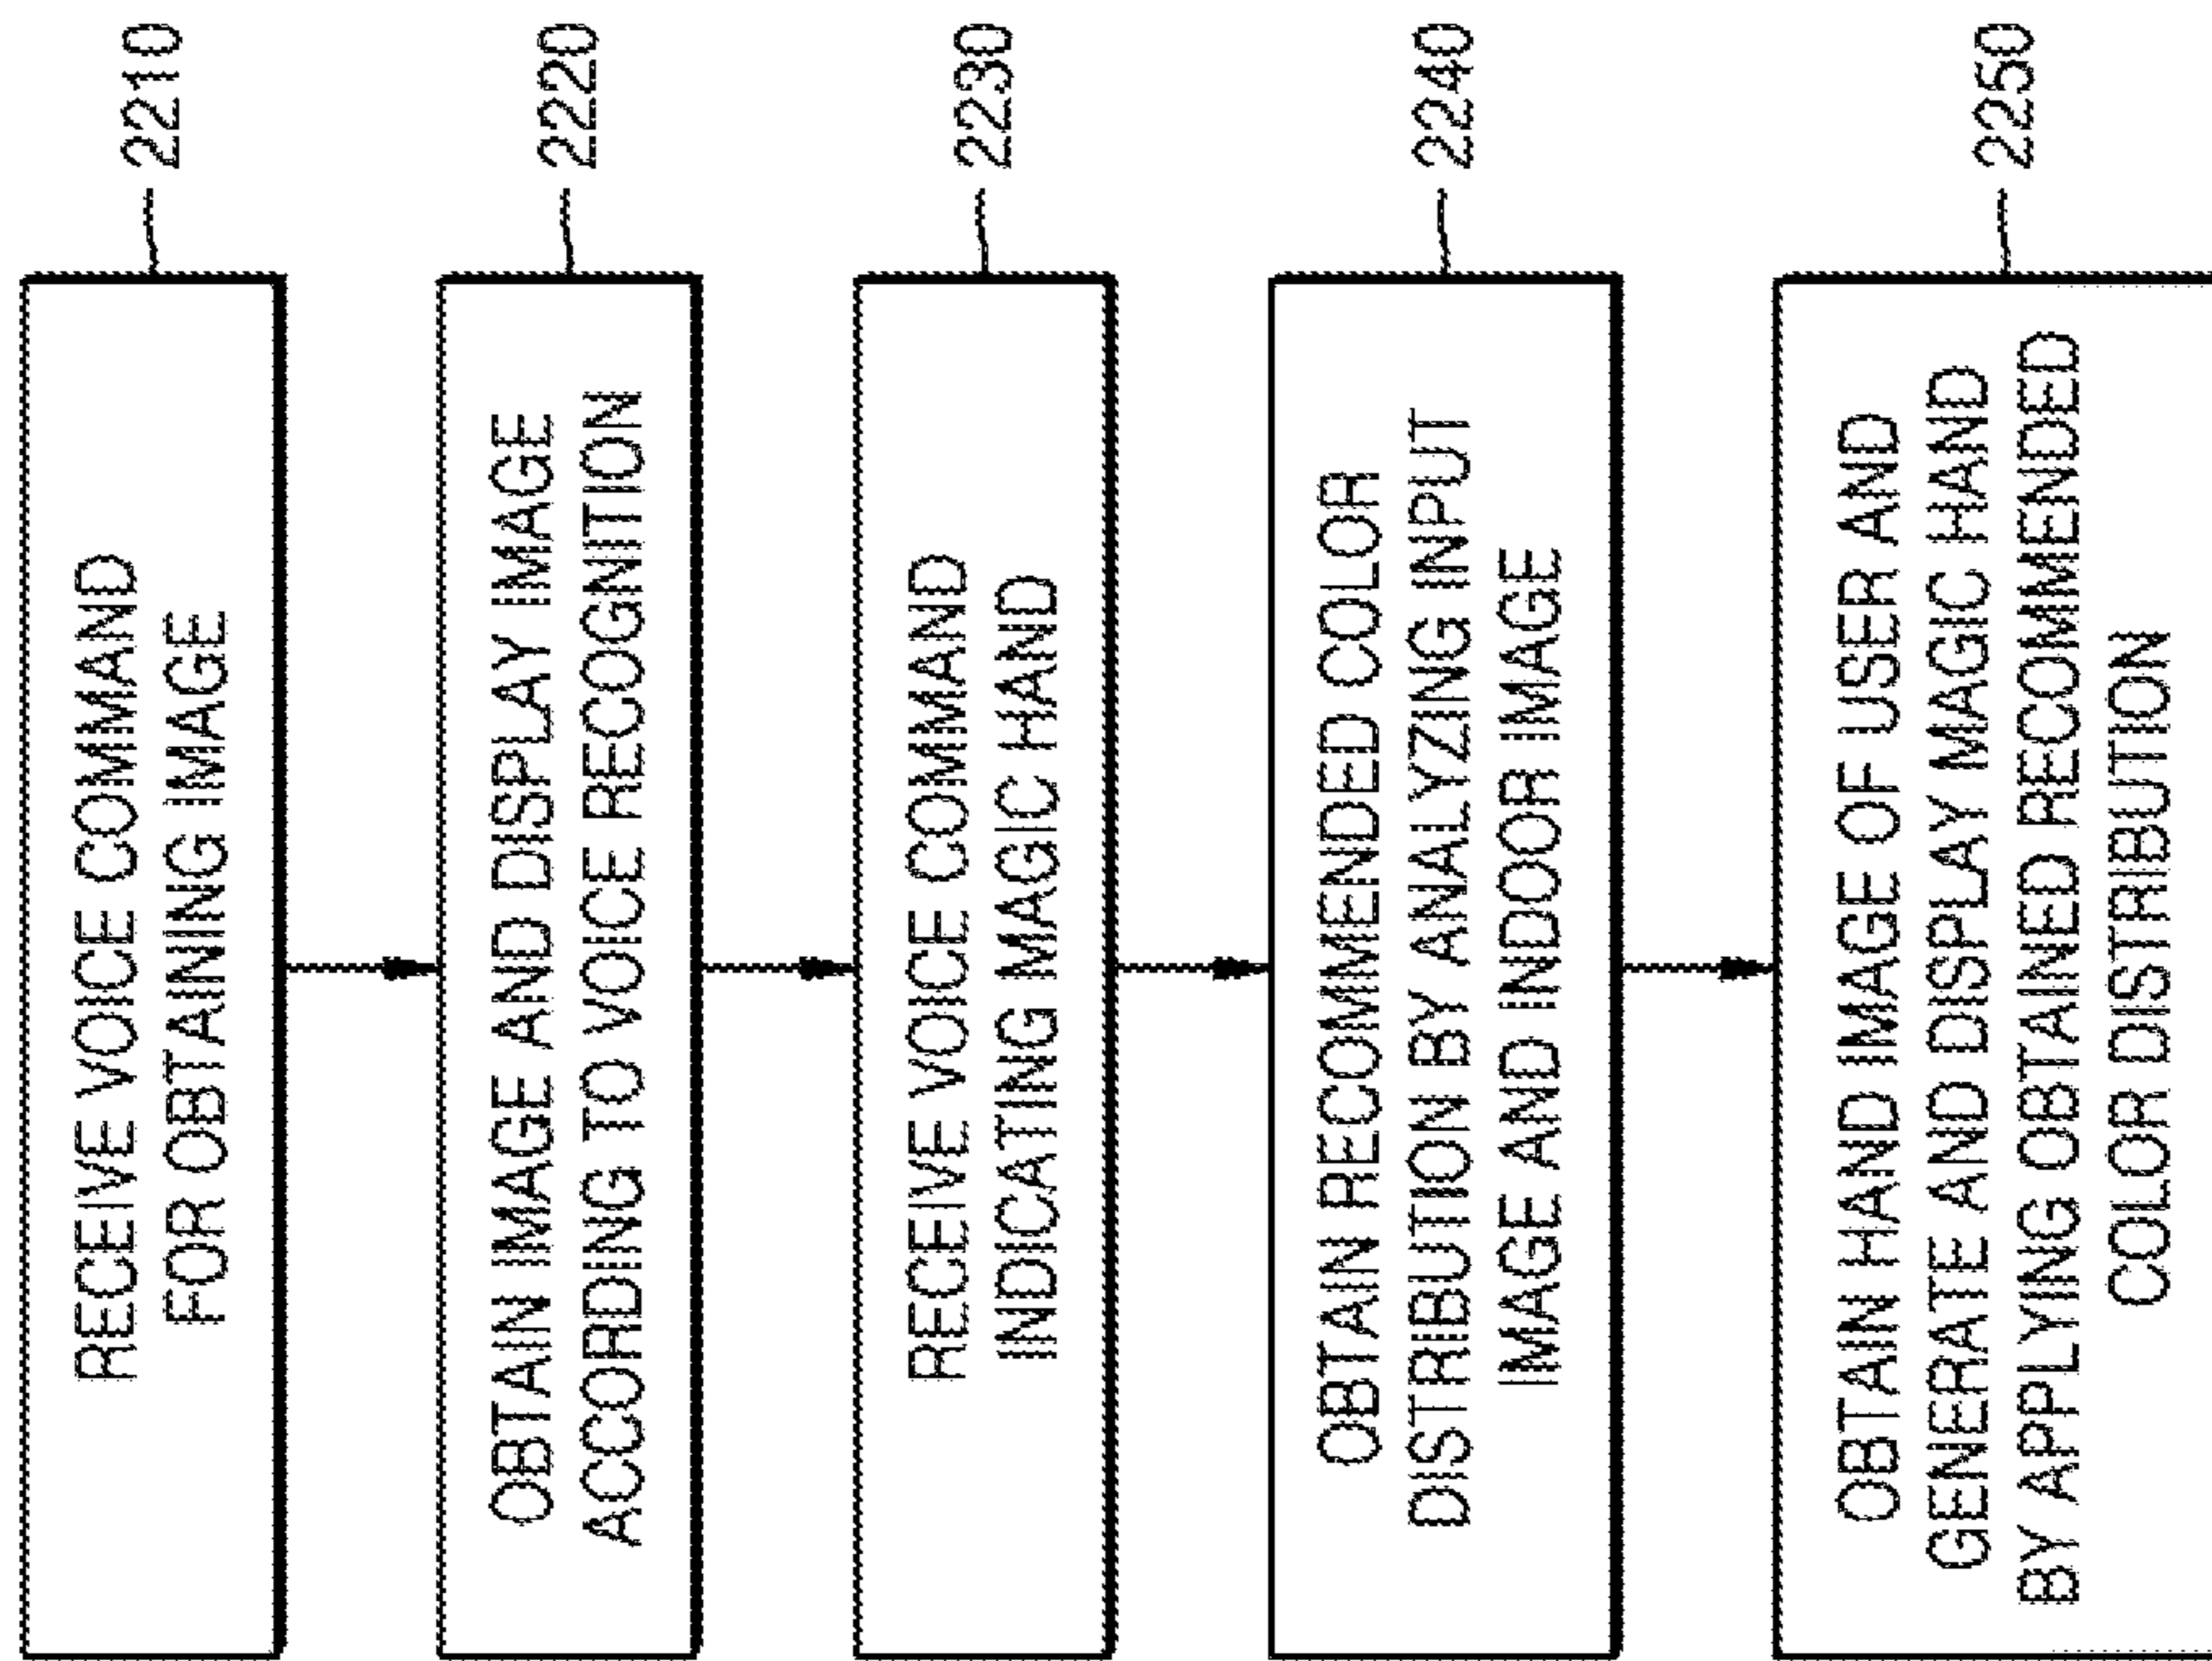 RECEIVE VOICE COMMAND
FOR OBTAINING IMAGE
2210
OBTAIN IMAGE AND DISPLAY IMAGE
ACCORDING TO VOICE RECOGNITION
2220
RECEIVE VOICE COMMAND
INDICATING MAGIC HAND
2230
OBTAIN RECOMMENDED COLOR
DISTRIBUTION BY ANALYZING INPUT
IMAGE AND INDOOR IMAGE
2240
OBTAIN HAND IMAGE OF USER AND
GENERATE AND DISPLAY MAGIC HAND
BY APPLYING OBTAINED RECOMMENDED
COLOR DISTRIBUTION
2250